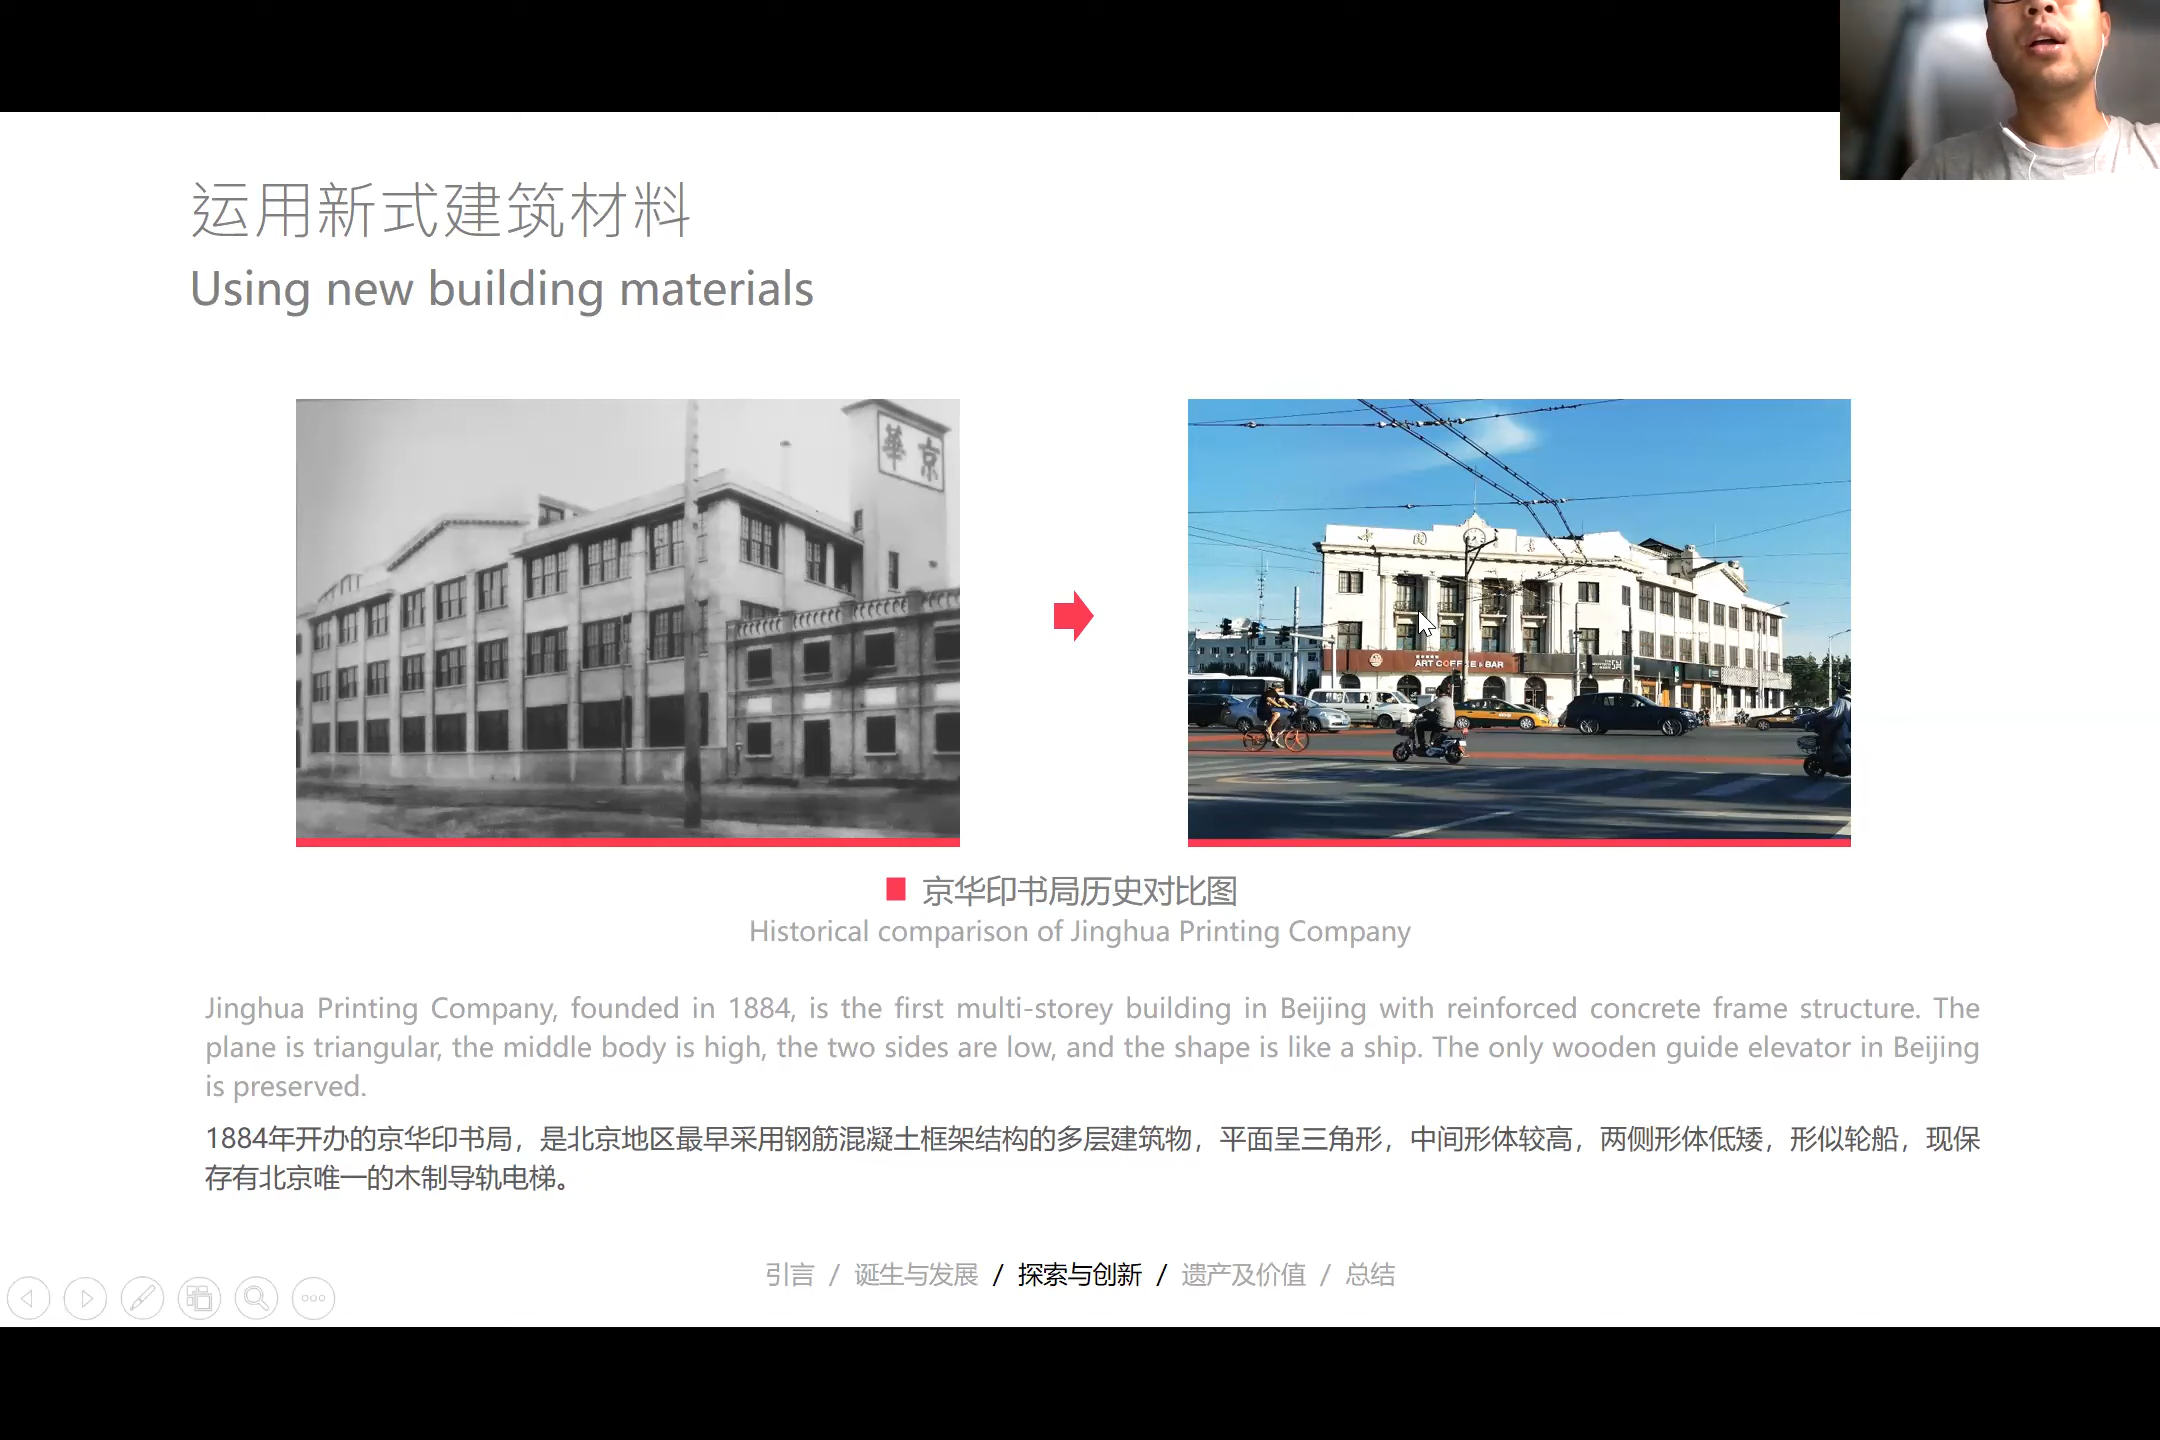 运用新式建筑材料
Using new building materials
華京
ART COFFEE & BAR
京华印书局历史对比图
Historical comparison of Jinghua Printing Company
Jinghua Printing Company, founded in 1884, is the first multi-storey building in Beijing with reinforced concrete frame structure. The
plane is triangular, the middle body is high, the two sides are low, and the shape is like a ship. The only wooden guide elevator in Beijing
is preserved.
1884年开办的京华印书局，是北京地区最早采用钢筋混凝土框架结构的多层建筑物，平面呈三角形，中间形体较高，两侧形体低矮，形似轮船，现保
存有北京唯一的木制导轨电梯。
引言 / 诞生与发展 / 探索与创新 / 遗产及价值 / 总结